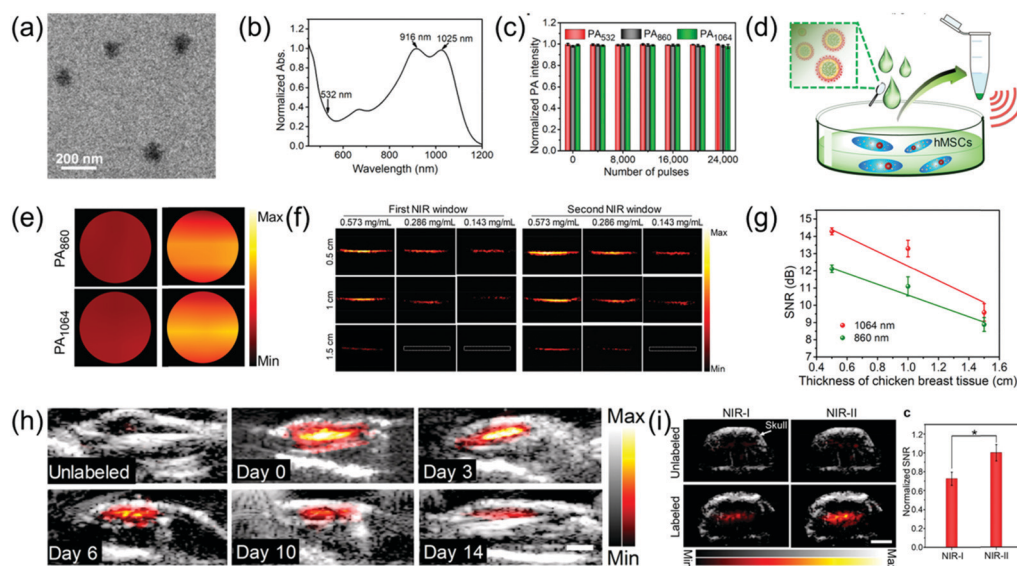 (a)
200 nm
(b)
Normalized Abs.
1.2
1.0
0.8
0.6
0.4
0.2
0.0
916 nm
1025 nm
532 nm
600
800
1000
1200
Wavelength (nm)
(c)
Normalized PA intensity
PA532 PA860 PA1064
1.4
1.2
1.0
0.8
0.6
0.4
0.2
0.0
0
8,000
16,000
24,000
Number of pulses
(d)
hMSCs
(e)
PA860
PA1064
Max
Min
(f)
First NIR window
Second NIR window
0.573 mg/mL 0.286 mg/mL 0.143 mg/mL
0.573 mg/mL 0.286 mg/mL 0.143 mg/mL
0.5 cm
1 cm
1.5 cm
Max
Min
(g)
SNR (dB)
15
14
13
12
11
10
9
8
1064 nm
860 nm
0.4 0.6 0.8 1.0 1.2 1.4 1.6
Thickness of chicken breast tissue (cm)
(h)
Unlabeled
Day 0
Day 3
Day 6
Day 10
Day 14
Max
Min
(i)
NIR-I
NIR-II
Skull
Unlabeled
Labeled
Min
Max
c
*
Normalized SNR
1.2
1.0
0.8
0.6
0.4
0.2
0.0
NIR-I
NIR-II